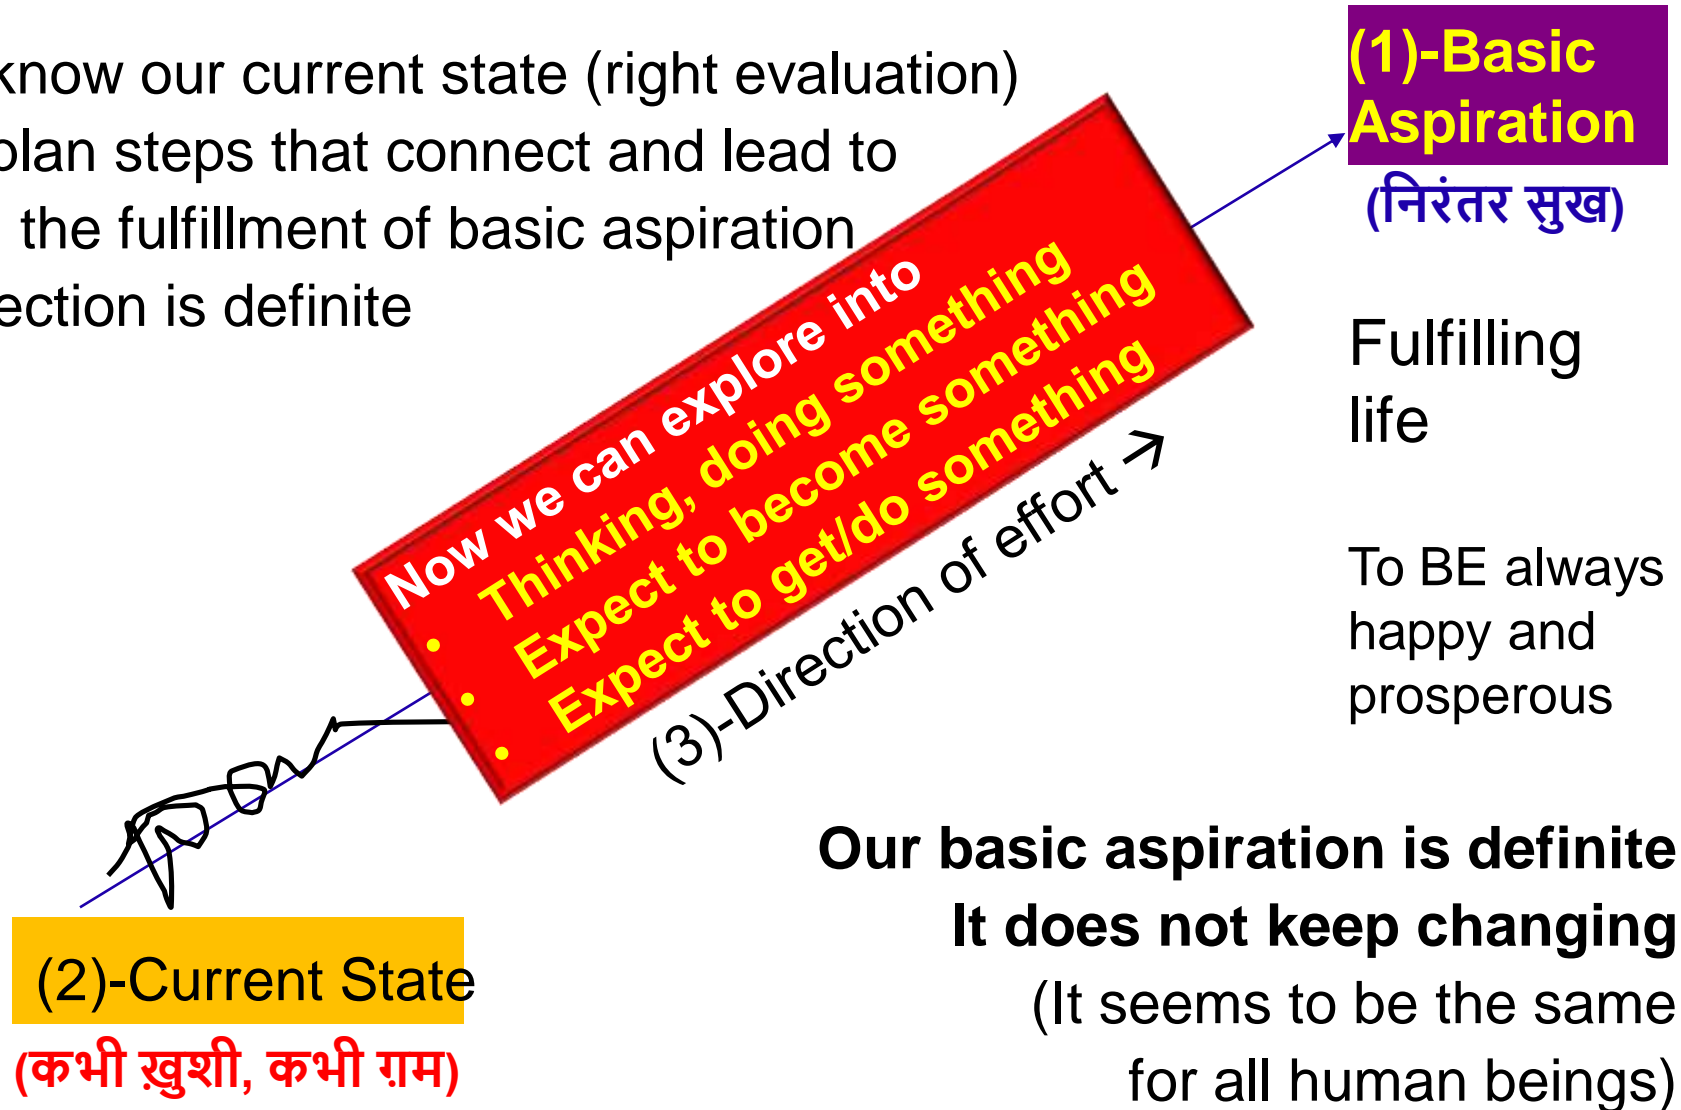 know our current state (right evaluation)
plan steps that connect and lead to
the fulfillment of basic aspiration
ection is definite
(1)-Basic
Aspiration
(निरंतर सुख)
Fulfilling
life
To BE always
happy and
prosperous
Now we can explore into
• Thinking, doing something
• Expect to become something
• Expect to get/do something
(3)-Direction of effort →
(2)-Current State
(कभी ख़ुशी, कभी ग़म)
Our basic aspiration is definite
It does not keep changing
(It seems to be the same
for all human beings)